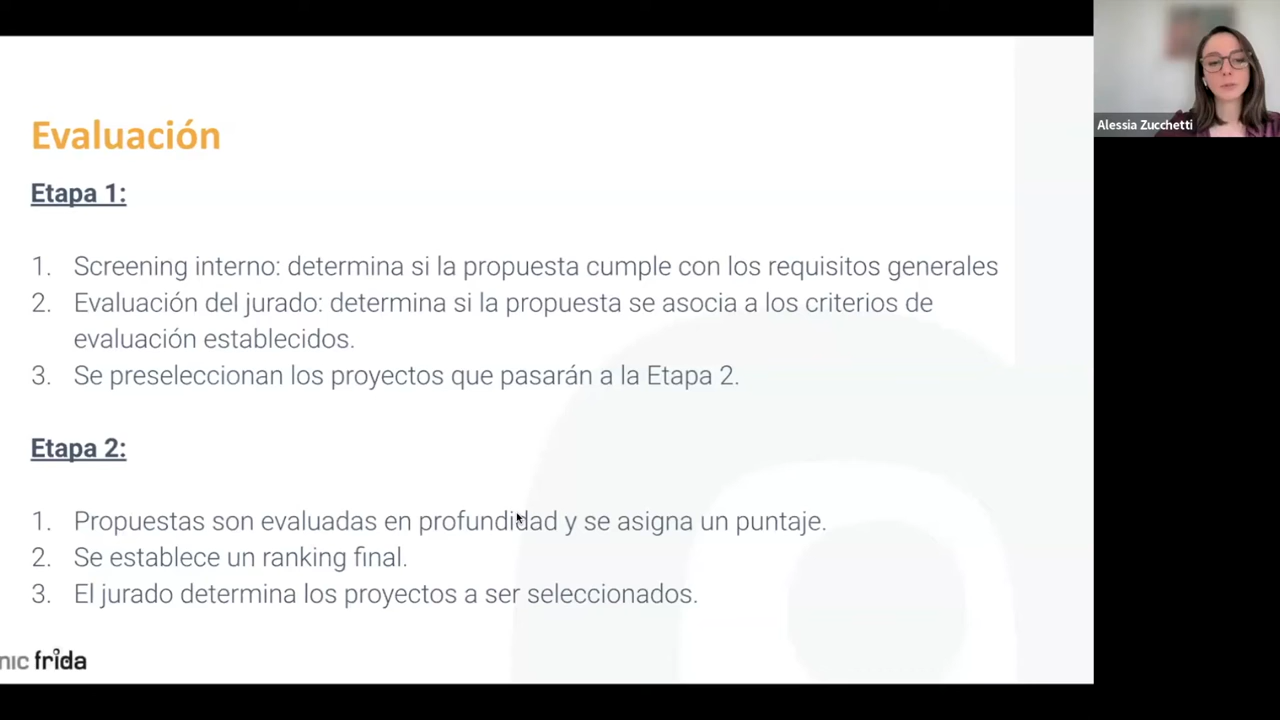 Alessia Zucchetti
Evaluación
Etapa 1:
1. Screening interno: determina si la propuesta cumple con los requisitos generales
2. Evaluación del jurado: determina si la propuesta se asocia a los criterios de
evaluación establecidos.
3. Se preseleccionan los proyectos que pasarán a la Etapa 2.
Etapa 2:
1. Propuestas son evaluadas en profundidad y se asigna un puntaje.
2. Se establece un ranking final.
3. El jurado determina los proyectos a ser seleccionados.
nic frida